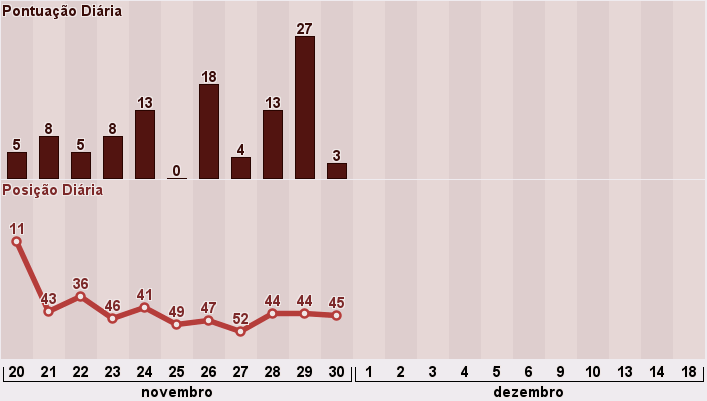 Pontuação Diária
5 8 5 8 13 0 18 4 13 27 3
Posição Diária
11 43 36 46 41 49 47 52 44 44 45
20 21 22 23 24 25 26 27 28 29 30 1 2 3 4 5 6 9 10 13 14 18
novembro dezembro